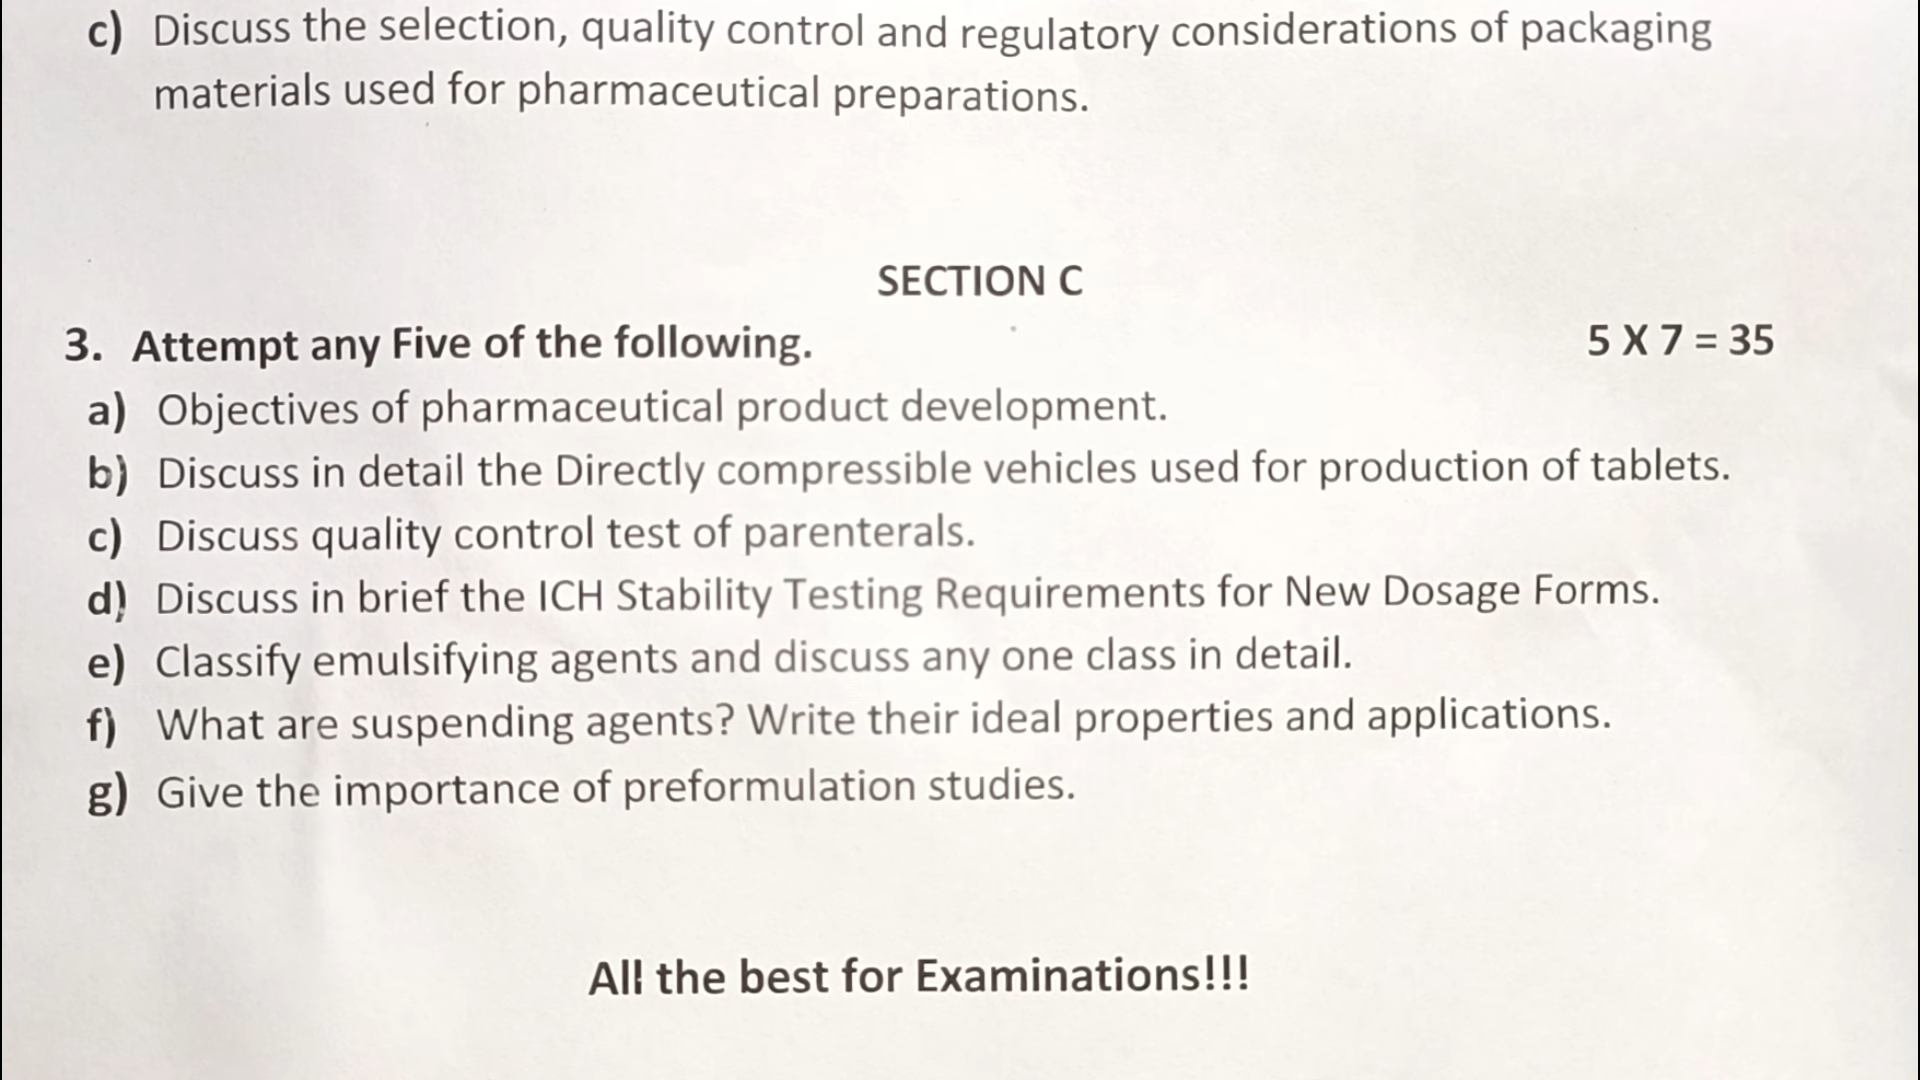 c) Discuss the selection, quality control and regulatory considerations of packaging
materials used for pharmaceutical preparations.
SECTION C
3. Attempt any Five of the following. 5 X 7 = 35
a) Objectives of pharmaceutical product development.
b) Discuss in detail the Directly compressible vehicles used for production of tablets.
c) Discuss quality control test of parenterals.
d) Discuss in brief the ICH Stability Testing Requirements for New Dosage Forms.
e) Classify emulsifying agents and discuss any one class in detail.
f) What are suspending agents? Write their ideal properties and applications.
g) Give the importance of preformulation studies.
All the best for Examinations!!!